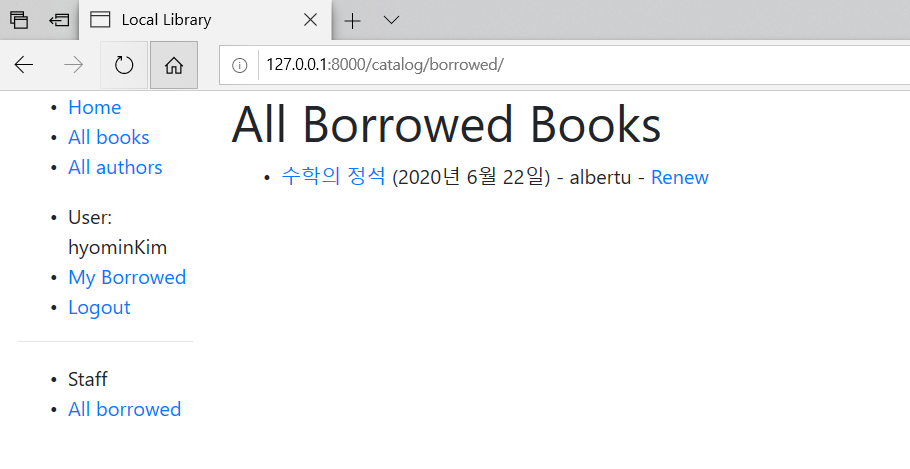 Local Library
127.0.0.1:8000/catalog/borrowed/
Home
All books
All authors
User:
hyominKim
My Borrowed
Logout
Staff
All borrowed
All Borrowed Books
수학의 정석 (2020년 6월 22일) - albertu - Renew